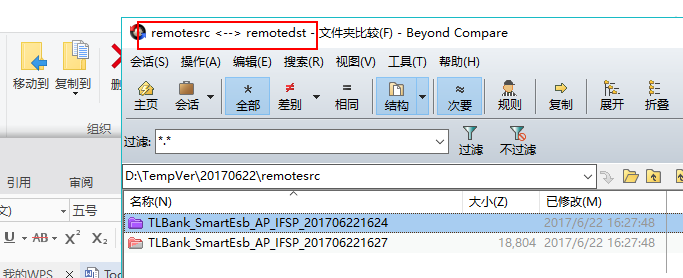 remotesrc <--> remotedst - 文件夹比较(F) - Beyond Compare
会话(S) 操作(A) 编辑(E) 搜索(R) 视图(V) 工具(T) 帮助(H)
移动到 复制到 删
主页 会话 全部 差别 相同 结构 次要 规则 复制 展开 折叠
组织
过滤: *.* 过滤 不过滤
D:\TempVer\20170622\remotesrc
引用 审阅
名称(N) 大小(Z) 已修改(M)
五号
TLBank_SmartEsb_AP_IFSP_201706221624 2017/6/22 16:27:48
U AB X² X₂
TLBank_SmartEsb_AP_IFSP_201706221627 18,804 2017/6/22 16:27:48
我的WPS Too